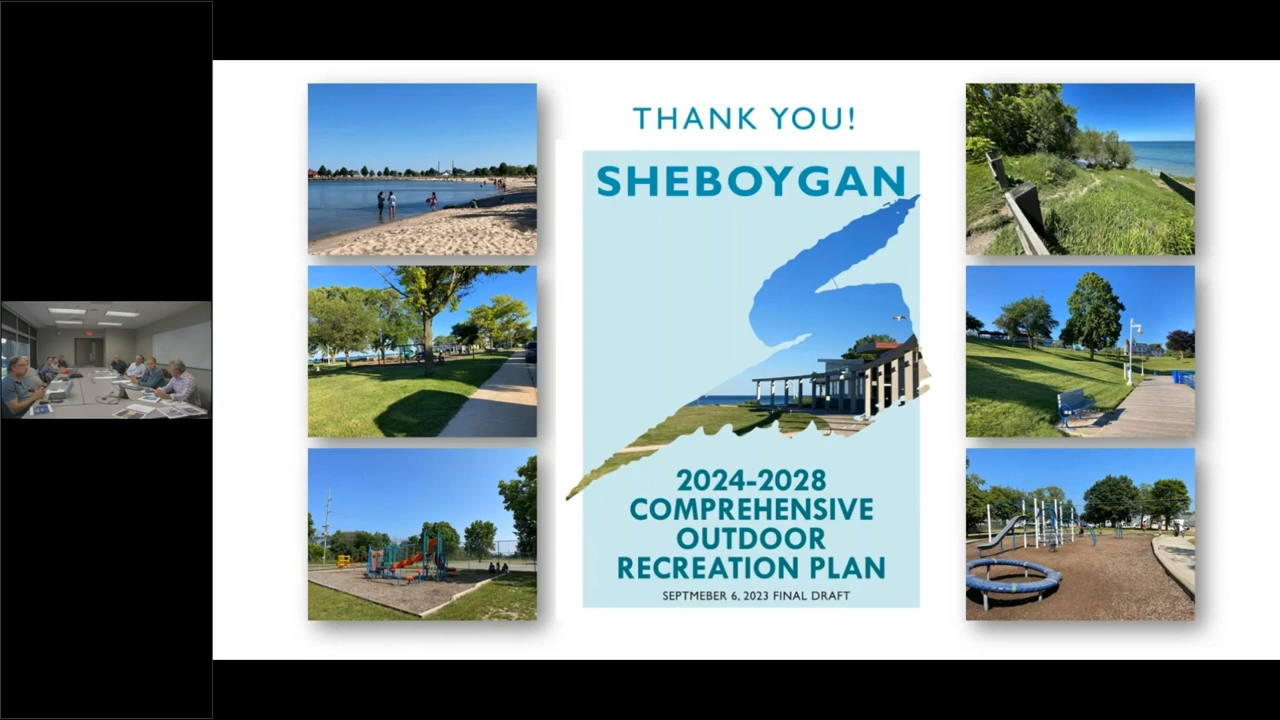 THANK YOU!
SHEBOYGAN
2024-2028
COMPREHENSIVE
OUTDOOR
RECREATION PLAN
SEPTMEBER 6, 2023 FINAL DRAFT